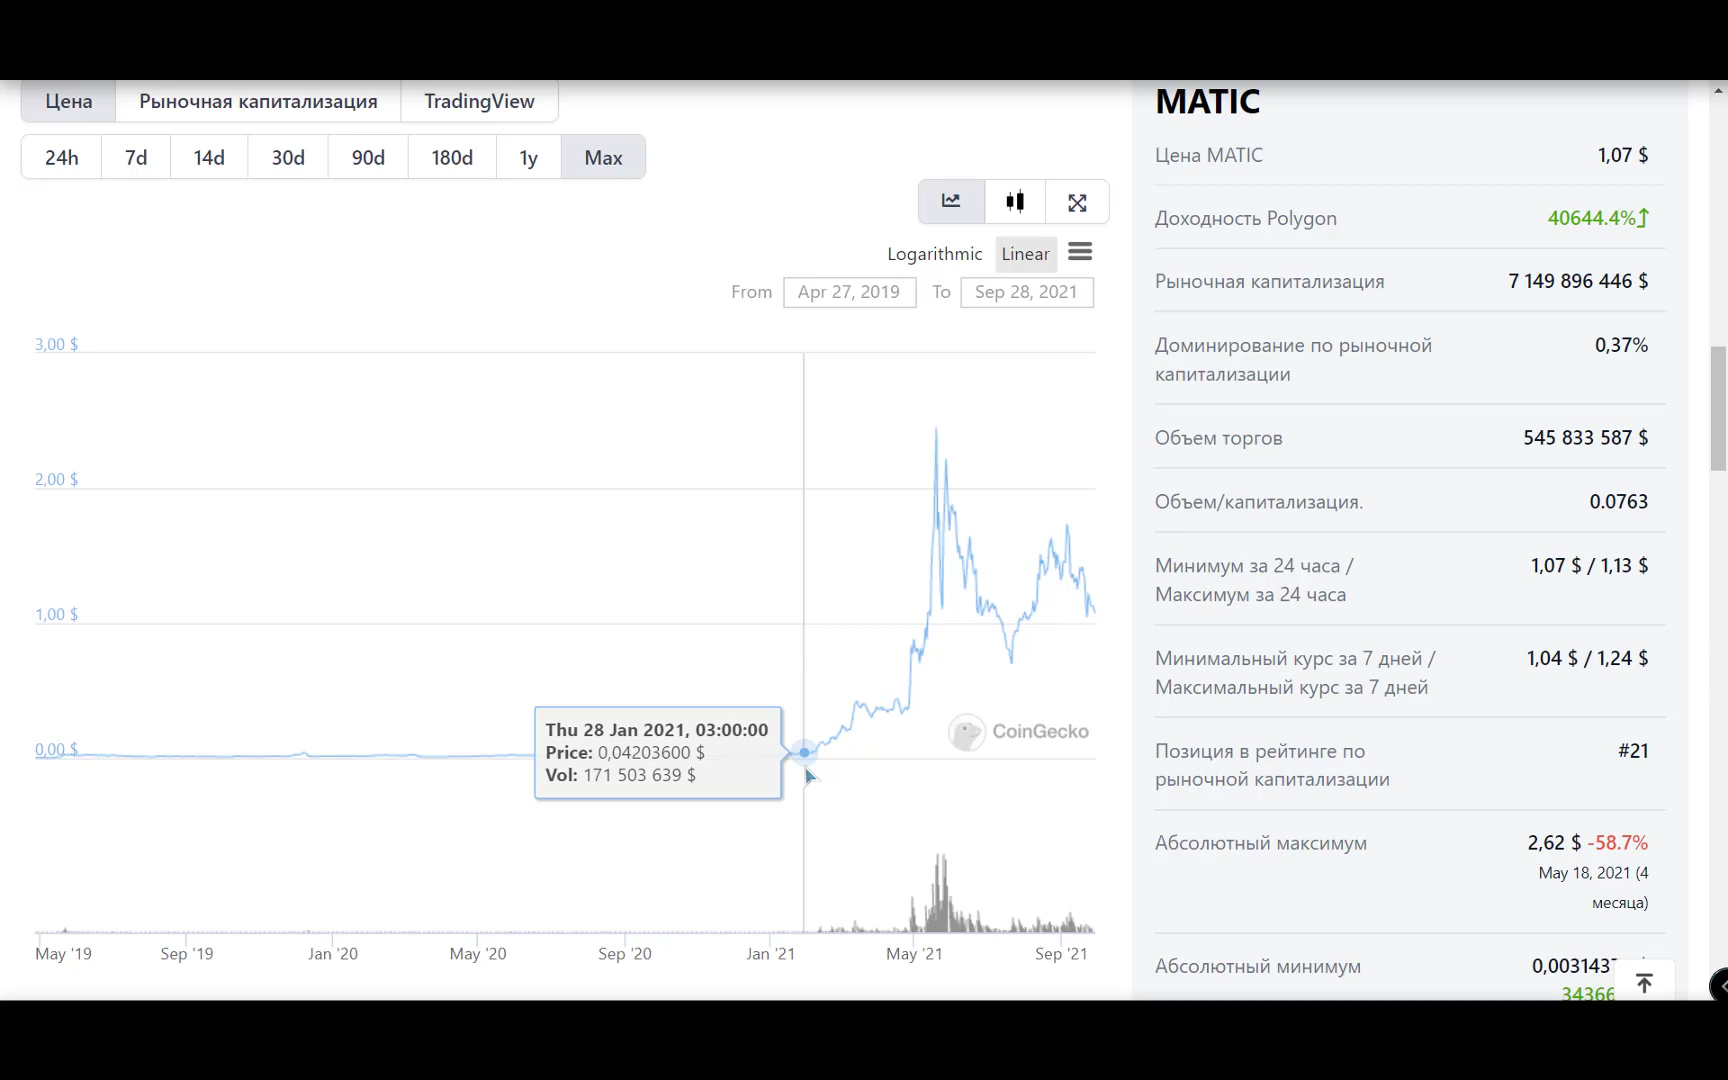 Цена Рыночная капитализация TradingView
24h 7d 14d 30d 90d 180d 1y Max
Logarithmic Linear
From Apr 27, 2019 To Sep 28, 2021
3,00 $
2,00 $
1,00 $
0,00 $
Thu 28 Jan 2021, 03:00:00
Price: 0,04203600 $
Vol: 171 503 639 $
CoinGecko
May '19 Sep '19 Jan '20 May '20 Sep '20 Jan '21 May '21 Sep '21
MATIC
Цена MATIC 1,07 $
Доходность Polygon 40644.4%
Рыночная капитализация 7 149 896 446 $
Доминирование по рыночной капитализации 0,37%
Объем торгов 545 833 587 $
Объем/капитализация. 0.0763
Минимум за 24 часа / 1,07 $ / 1,13 $
Максимум за 24 часа
Минимальный курс за 7 дней / 1,04 $ / 1,24 $
Максимальный курс за 7 дней
Позиция в рейтинге по #21
рыночной капитализации
Абсолютный максимум 2,62 $ -58.7%
May 18, 2021 (4
месяца)
Абсолютный минимум